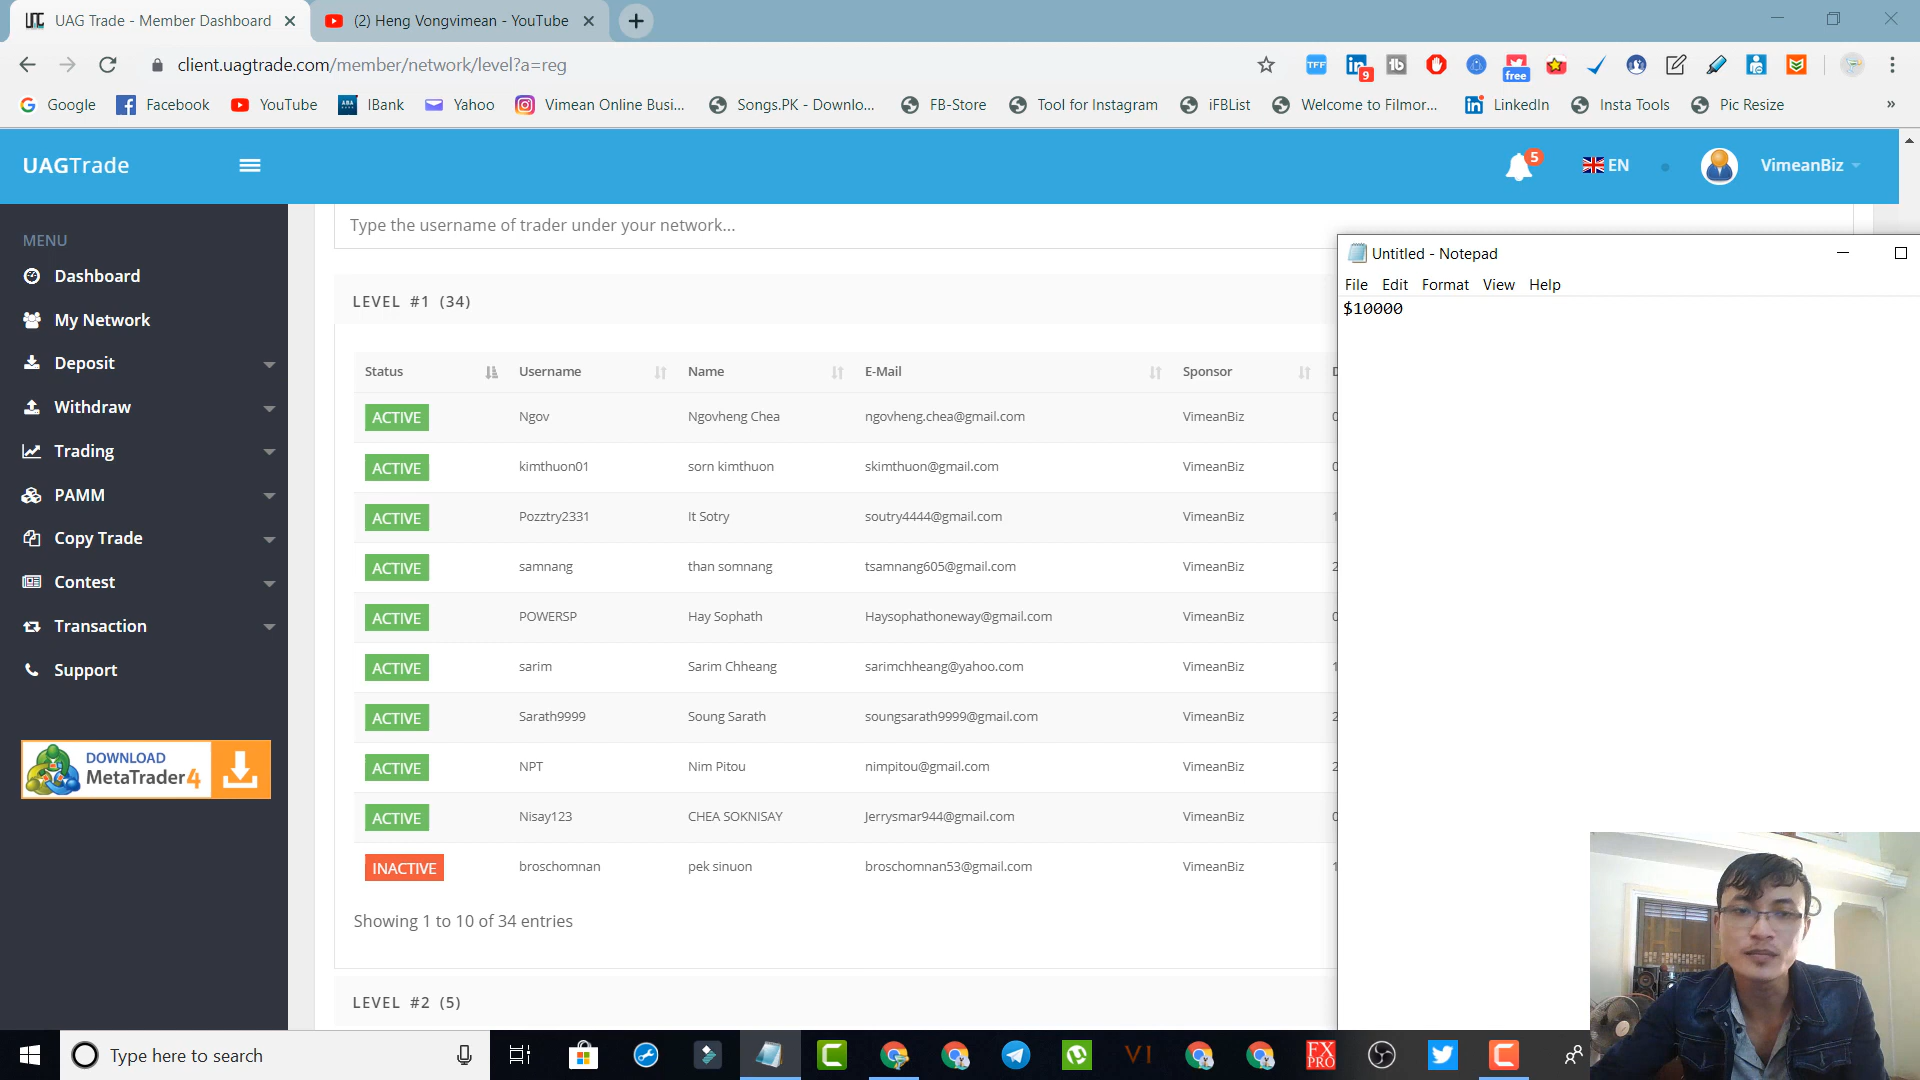 UAG Trade - Member Dashboard
(2) Heng Vongvimean - YouTube
client.uagtrade.com/member/network/level?a=reg
TFF
9
free
Google
Facebook
YouTube
IBank
Yahoo
Vimean Online Busi...
Songs.PK - Downlo...
FB-Store
Tool for Instagram
iFBList
Welcome to Filmor...
LinkedIn
Insta Tools
Pic Resize
»
UAGTrade
5
EN
VimeanBiz
MENU
Dashboard
My Network
Deposit
Withdraw
Trading
PAMM
Copy Trade
Contest
Transaction
Support
DOWNLOAD
MetaTrader4
Type the username of trader under your network...
LEVEL #1 (34)
Status Username Name E-Mail Sponsor
ACTIVE Ngov Ngovheng Chea ngovheng.chea@gmail.com VimeanBiz
ACTIVE kimthuon01 sorn kimthuon skimthuon@gmail.com VimeanBiz
ACTIVE Pozztry2331 It Sotry soutry4444@gmail.com VimeanBiz
ACTIVE samnang than somnang tsamnang605@gmail.com VimeanBiz
ACTIVE POWERSP Hay Sophath Haysophathoneway@gmail.com VimeanBiz
ACTIVE sarim Sarim Chheang sarimchheang@yahoo.com VimeanBiz
ACTIVE Sarath9999 Soung Sarath soungsarath9999@gmail.com VimeanBiz
ACTIVE NPT Nim Pitou nimpitou@gmail.com VimeanBiz
ACTIVE Nisay123 CHEA SOKNISAY Jerrysmar944@gmail.com VimeanBiz
INACTIVE broschomnan pek sinuon broschomnan53@gmail.com VimeanBiz
Showing 1 to 10 of 34 entries
LEVEL #2 (5)
Untitled - Notepad
File Edit Format View Help
$10000
Type here to search
VI
FX
PRO